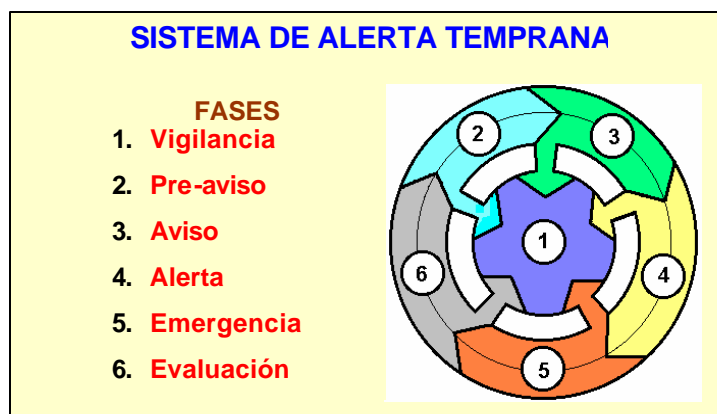 SISTEMA DE ALERTA TEMPRANA
FASES
1. Vigilancia
2. Pre-aviso
3. Aviso
4. Alerta
5. Emergencia
6. Evaluación
2
3
1
6
4
5